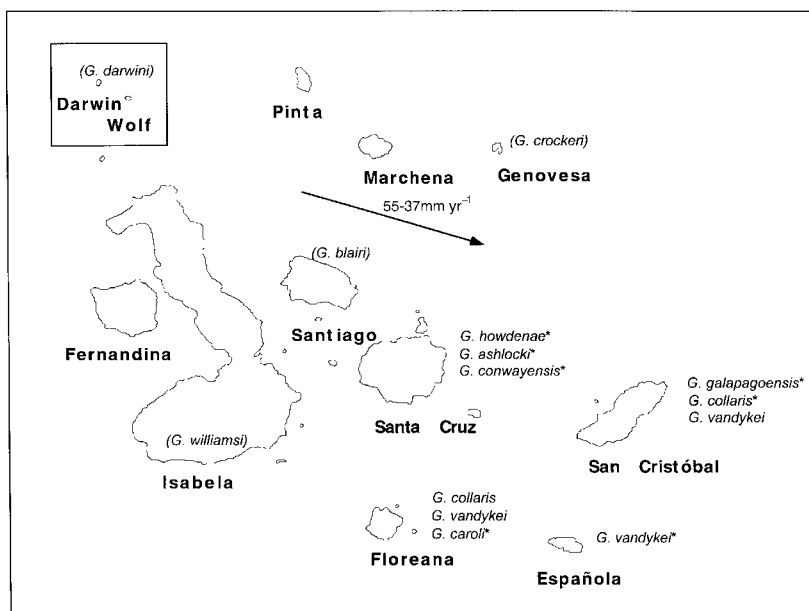 (G. darwini)
Darwin
Wolf
Pinta
Marchena
(G. crockeri)
Genovesa
55-37mm yr⁻¹
(G. blairi)
Santiago
Fernandina
G. howdenae*
G. ashlocki*
G. conwayensis*
Santa Cruz
G. galapagoensis*
G. collaris*
G. vandykei
San Cristóbal
(G. williamsi)
Isabela
G. collaris
G. vandykei
G. caroli*
Floreana
G. vandykei*
Española